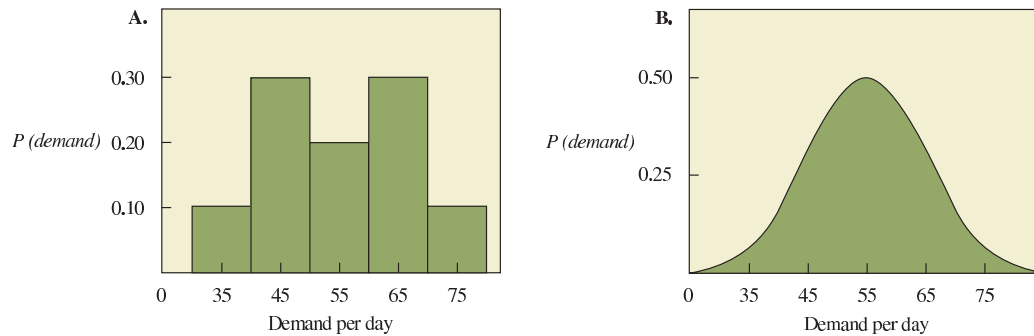 A.
0.30
P (demand) 0.20
0.10
0 35 45 55 65 75
Demand per day
B.
0.50
P (demand)
0.25
0 35 45 55 65 75
Demand per day